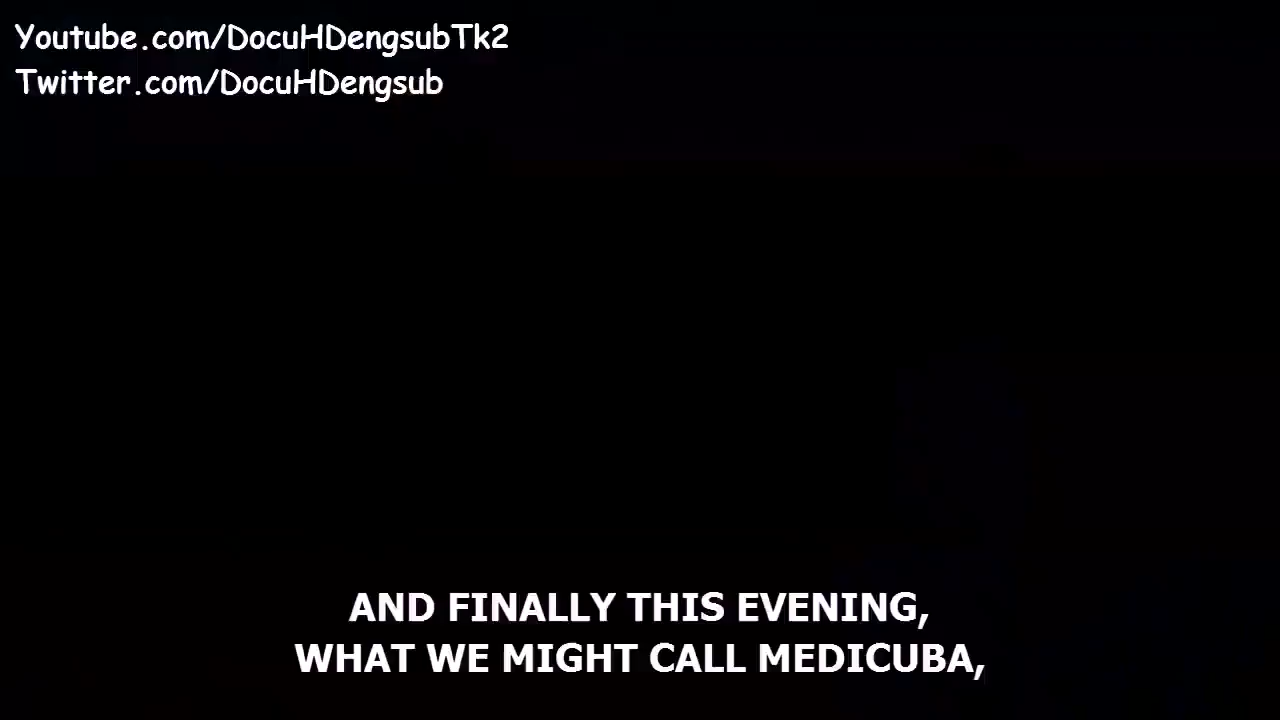 Youtube.com/DocuHDengsubTk2
Twitter.com/DocuHDengsub
AND FINALLY THIS EVENING,
WHAT WE MIGHT CALL MEDICUBA,